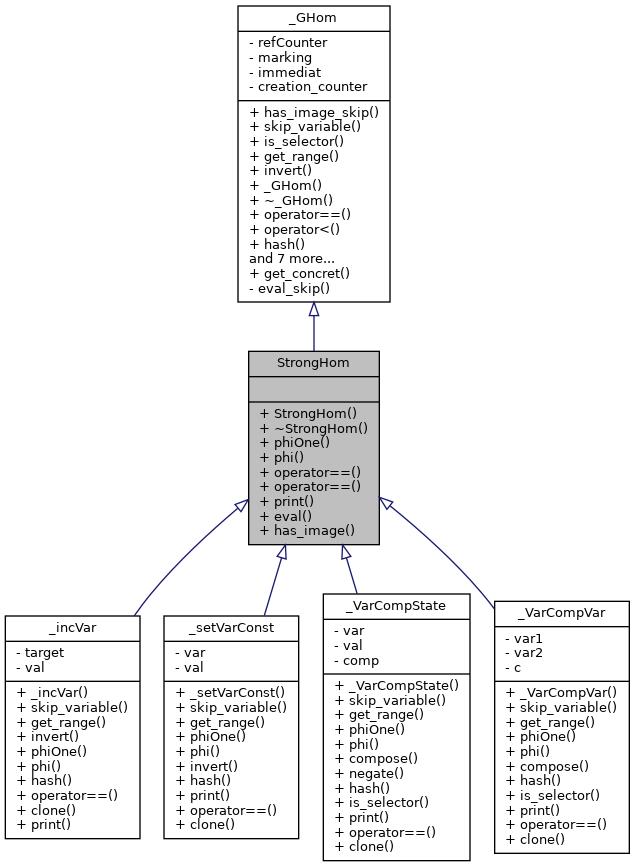 _GHom
- refCounter
- marking
- immediat
- creation_counter
+ has_image_skip()
+ skip_variable()
+ is_selector()
+ get_range()
+ invert()
+ _GHom()
+ ~_GHom()
+ operator==()
+ operator<()
+ hash()
and 7 more...
+ get_concret()
- eval_skip()
StrongHom
+ StrongHom()
+ ~StrongHom()
+ phiOne()
+ phi()
+ operator==()
+ operator==()
+ print()
+ eval()
+ has_image()
_incVar
- target
- val
+ _incVar()
+ skip_variable()
+ get_range()
+ invert()
+ phiOne()
+ phi()
+ hash()
+ operator==()
+ clone()
+ print()
_setVarConst
- var
- val
+ _setVarConst()
+ skip_variable()
+ get_range()
+ phiOne()
+ phi()
+ invert()
+ hash()
+ print()
+ operator==()
+ clone()
_VarCompState
- var
- val
- comp
+ _VarCompState()
+ skip_variable()
+ get_range()
+ phiOne()
+ phi()
+ compose()
+ negate()
+ hash()
+ is_selector()
+ print()
+ operator==()
+ clone()
_VarCompVar
- var1
- var2
- c
+ _VarCompVar()
+ skip_variable()
+ get_range()
+ phiOne()
+ phi()
+ compose()
+ hash()
+ is_selector()
+ print()
+ operator==()
+ clone()